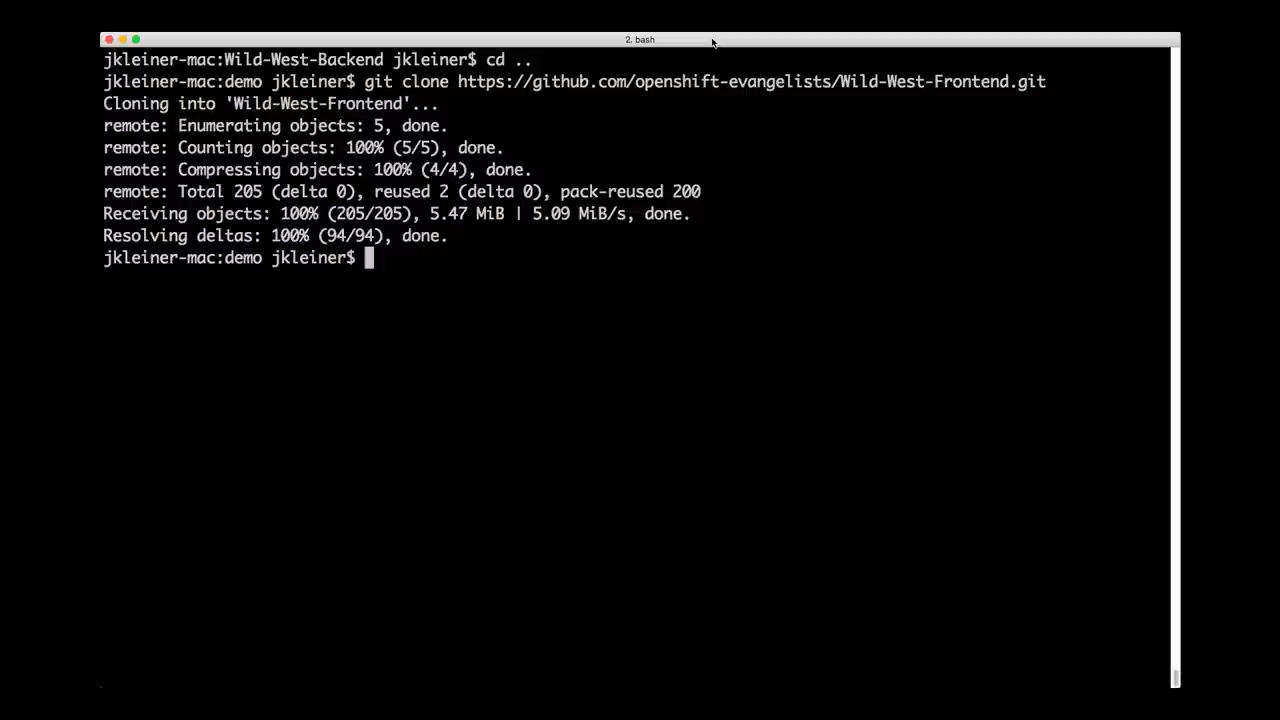 2. bash
jkleiner-mac:Wild-West-Backend jkleiner$ cd ..
jkleiner-mac:demo jkleiner$ git clone https://github.com/openshift-evangelists/Wild-West-Frontend.git
Cloning into 'Wild-West-Frontend'...
remote: Enumerating objects: 5, done.
remote: Counting objects: 100% (5/5), done.
remote: Compressing objects: 100% (4/4), done.
remote: Total 205 (delta 0), reused 2 (delta 0), pack-reused 200
Receiving objects: 100% (205/205), 5.47 MiB | 5.09 MiB/s, done.
Resolving deltas: 100% (94/94), done.
jkleiner-mac:demo jkleiner$